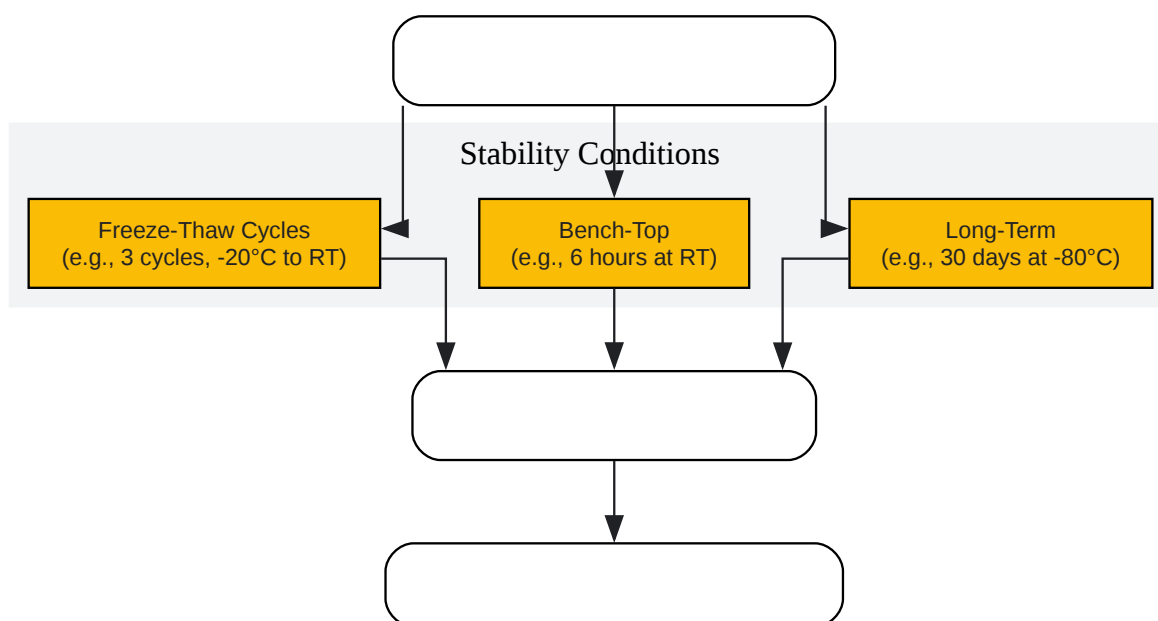 Stability Conditions
Freeze-Thaw Cycles
(e.g., 3 cycles, -20°C to RT)
Bench-Top
(e.g., 6 hours at RT)
Long-Term
(e.g., 30 days at -80°C)